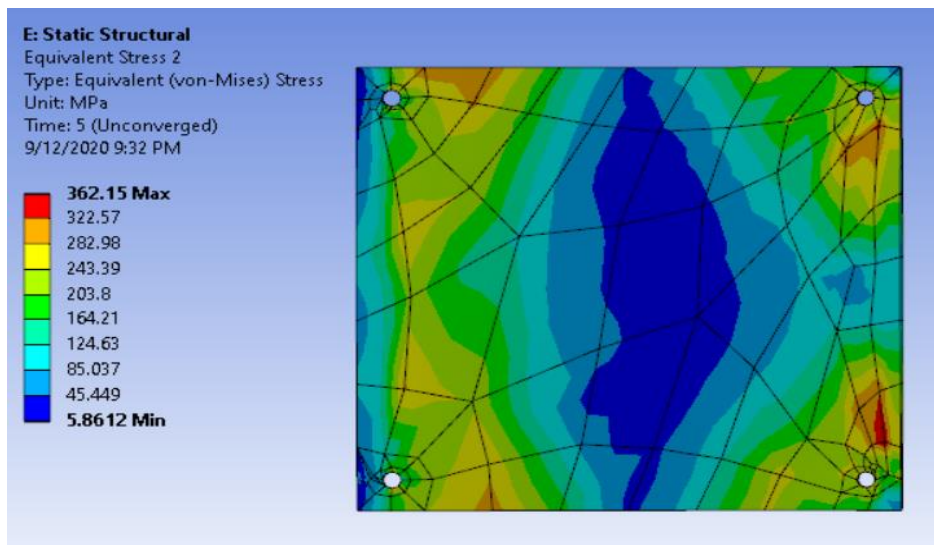 E: Static Structural
Equivalent Stress 2
Type: Equivalent (von-Mises) Stress
Unit: MPa
Time: 5 (Unconverged)
9/12/2020 9:32 PM
362.15 Max
322.57
282.98
243.39
203.8
164.21
124.63
85.037
45.449
5.8612 Min